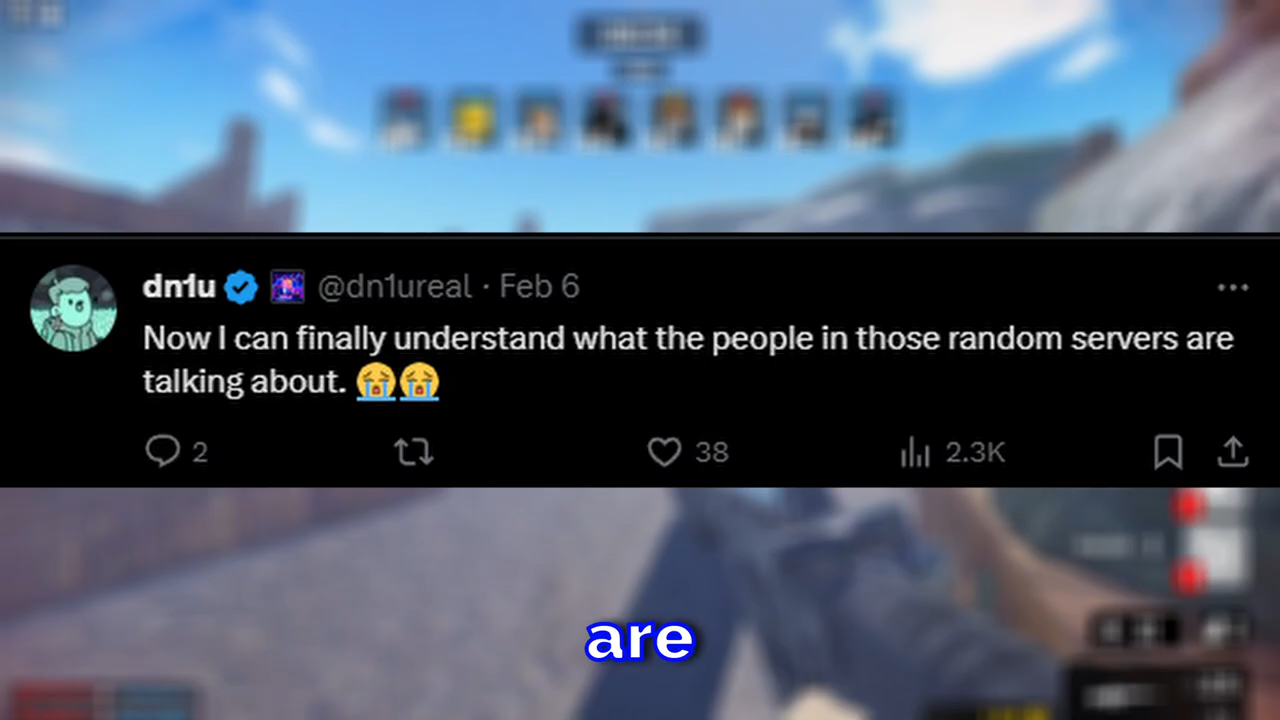 dn1u @dn1ureal · Feb 6
Now I can finally understand what the people in those random servers are
talking about. 😭😭
2 38 2.3K
are